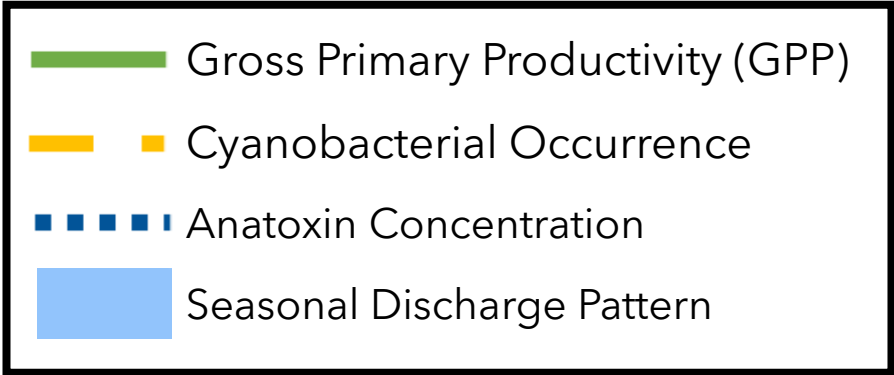 Gross Primary Productivity (GPP)
Cyanobacterial Occurrence
Anatoxin Concentration
Seasonal Discharge Pattern